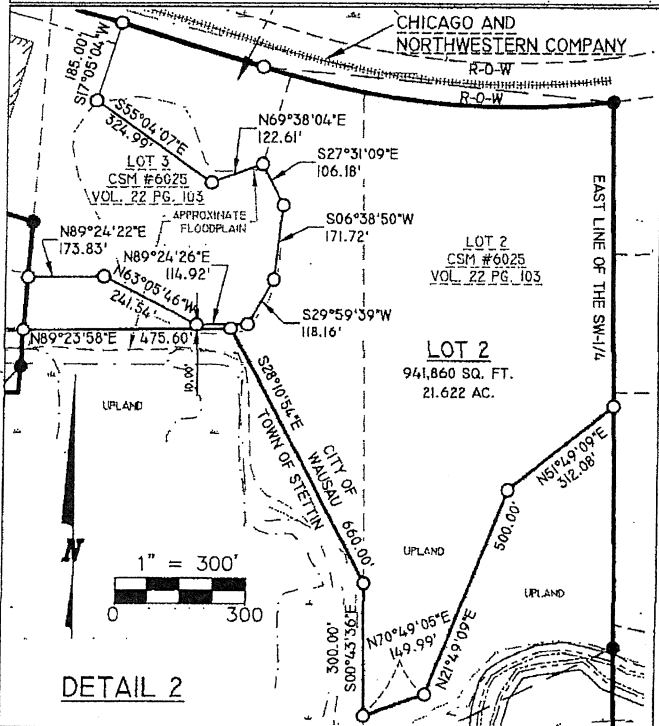 CHICAGO AND
NORTHWESTERN COMPANY
R-O-W
R-O-W
185.00'
S17°05'04"W
S55°04'07"E
324.99'
N69°38'04"E
122.61'
LOT 3
CSM #6025
VOL. 22 PG. 103
S27°31'09"E
106.18'
APPROXIMATE
FLOODPLAIN
S06°38'50"W
171.72'
N89°24'22"E
173.83'
N89°24'26"E
114.92'
N63°05'46"W
241.54'
S29°59'39"W
118.16'
N89°23'58"E 475.60'
10.00'
LOT 2
CSM #6025
VOL. 22 PG. 103
EAST LINE OF THE SW-1/4
LOT 2
941,860 SQ. FT.
21.622 AC.
UPLAND
S28°10'54"E
660.00'
CITY OF
WAUSAU
TOWN OF STETTIN
N51°49'09"E
312.08'
500.00'
N21°49'09"E
UPLAND
UPLAND
N
1" = 300'
0 300
300.00'
S00°43'36"E
N70°49'05"E
149.99'
DETAIL 2